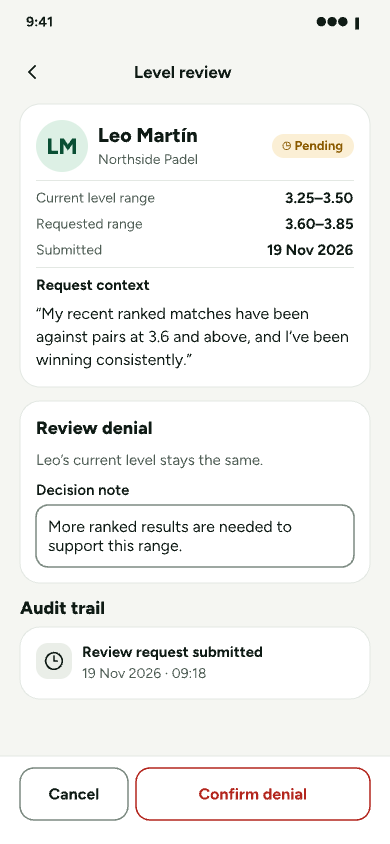 9:41
Level review
LM
Leo Martín
Northside Padel
Pending
Current level range
3.25–3.50
Requested range
3.60–3.85
Submitted
19 Nov 2026
Request context
“My recent ranked matches have been
against pairs at 3.6 and above, and I’ve been
winning consistently.”
Review denial
Leo’s current level stays the same.
Decision note
More ranked results are needed to
support this range.
Audit trail
Review request submitted
19 Nov 2026 · 09:18
Cancel
Confirm denial